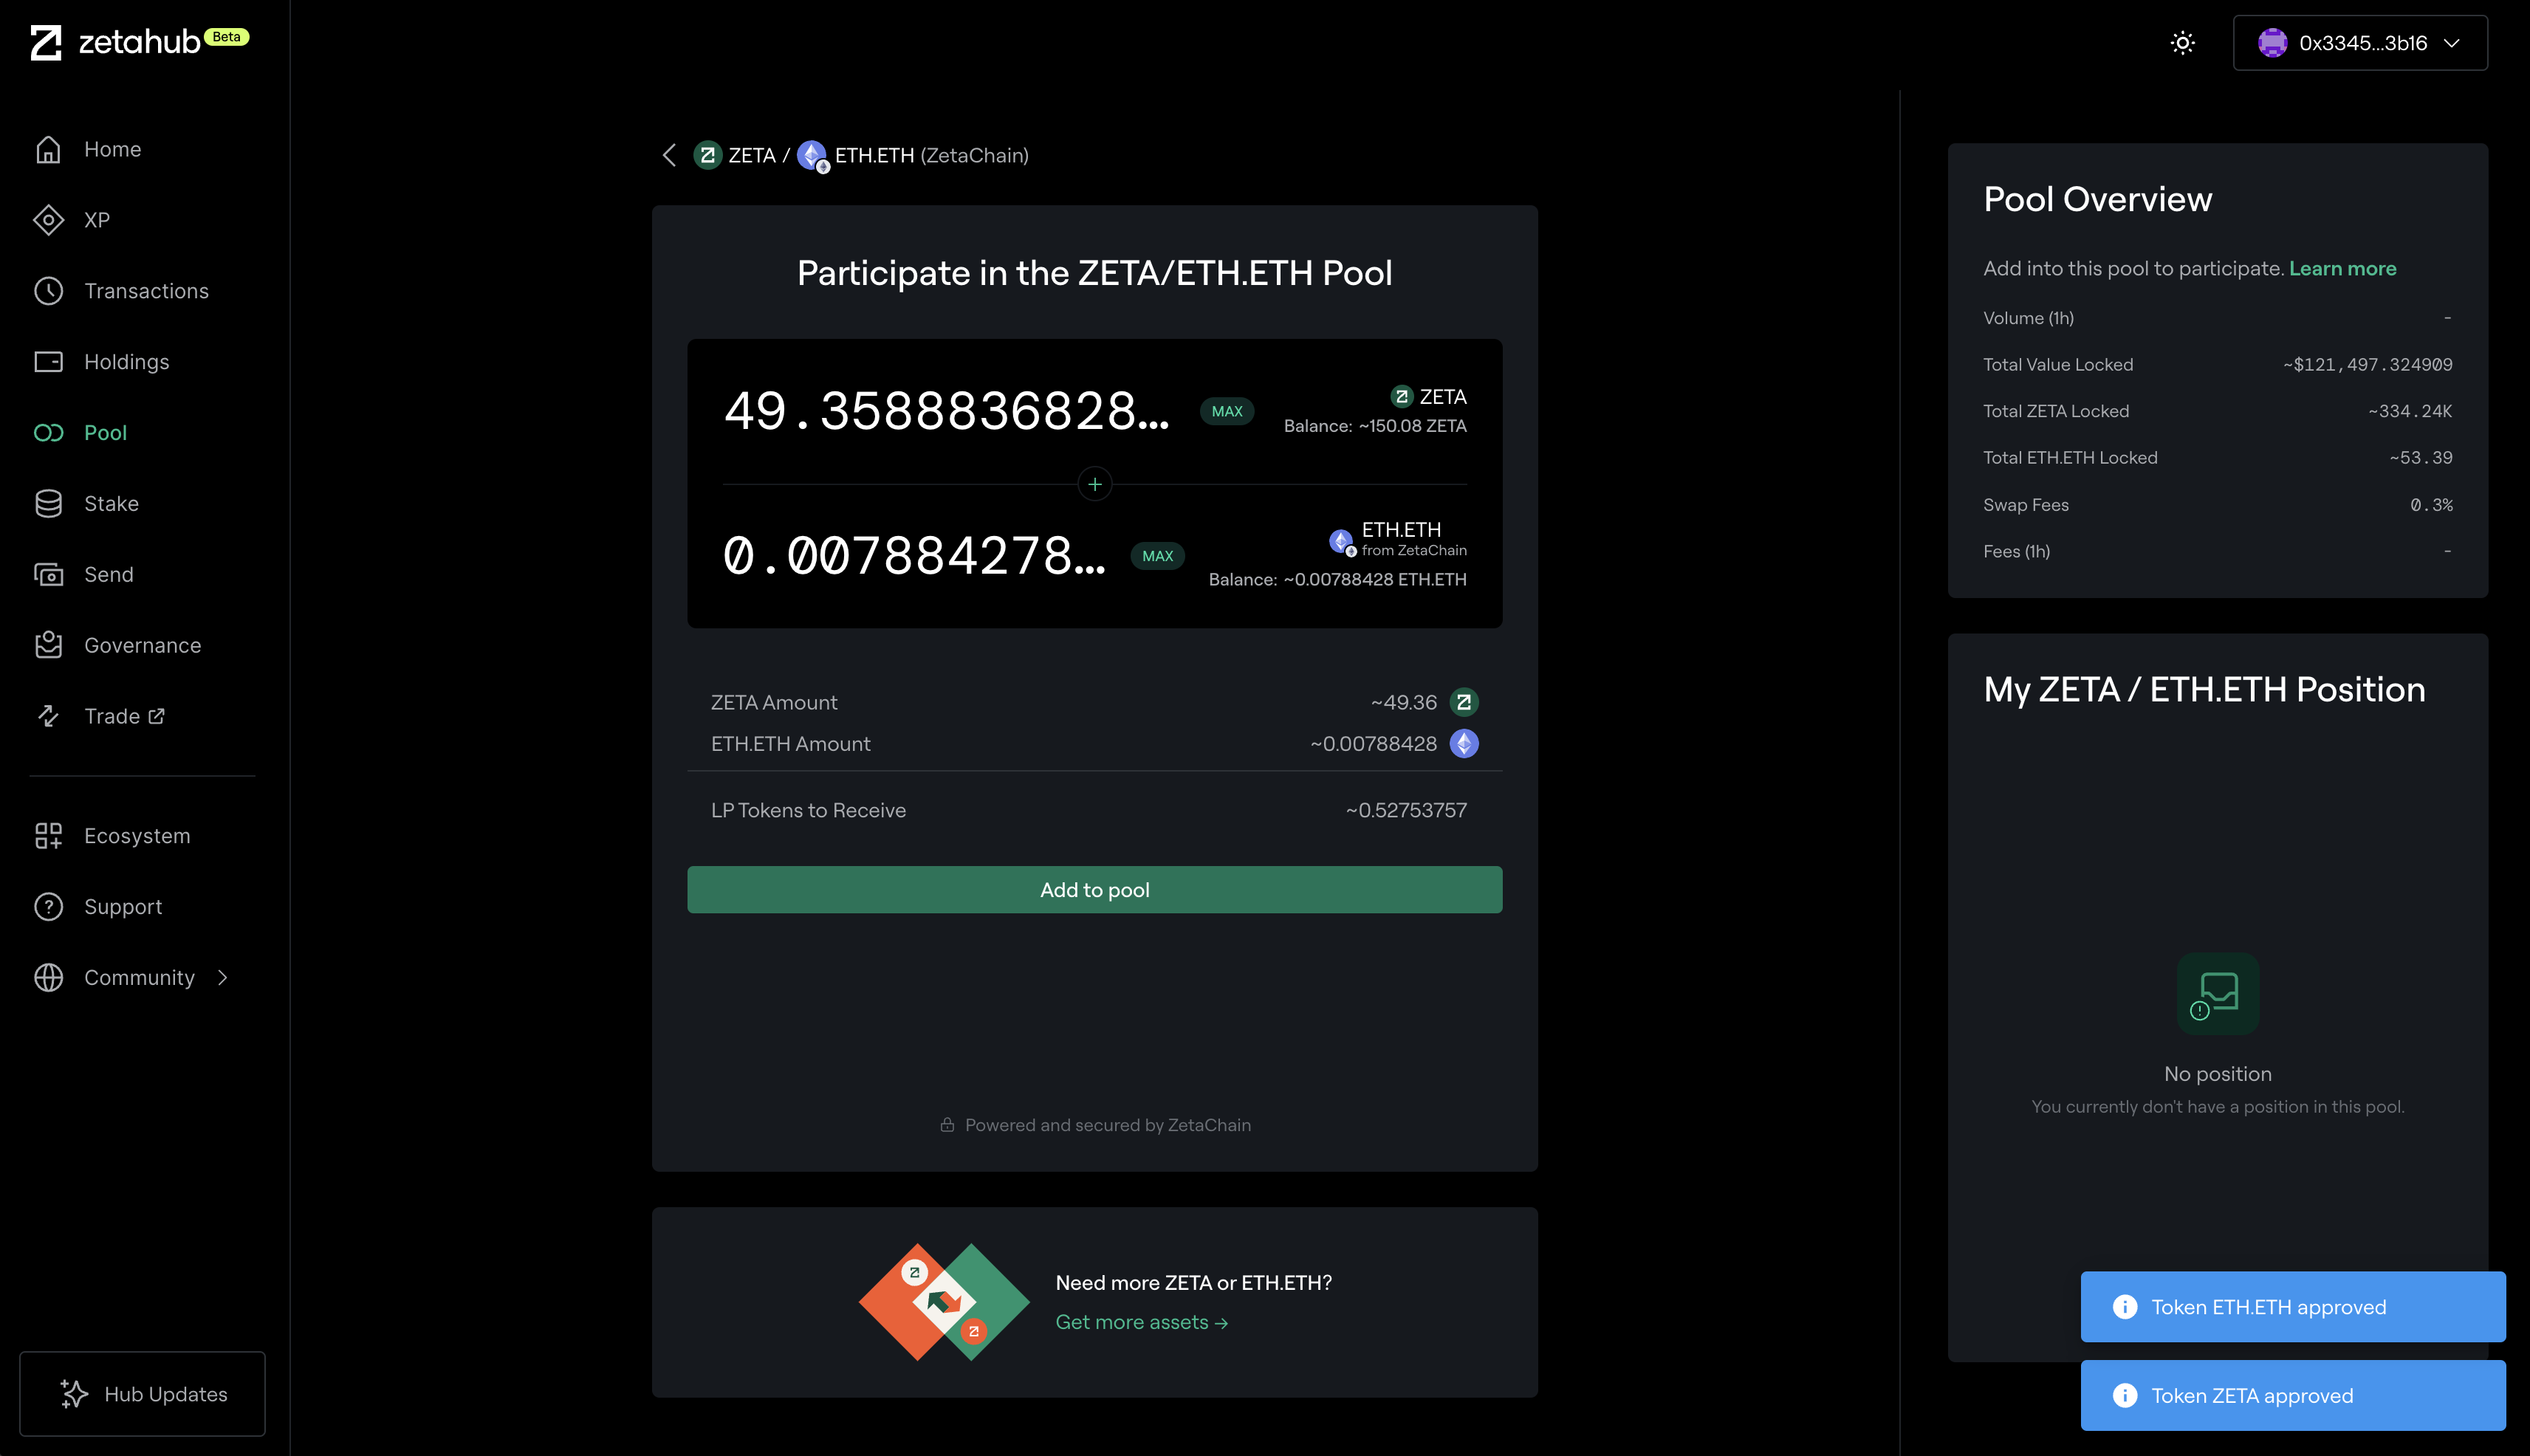 zetahub Beta
0x3345...3b16
Home
XP
Transactions
Holdings
Pool
Stake
Send
Governance
Trade
Ecosystem
Support
Community
Hub Updates
ZETA / ETH.ETH (ZetaChain)
Participate in the ZETA/ETH.ETH Pool
49.3588836828…
MAX
ZETA
Balance: ~150.08 ZETA
0.007884278…
MAX
ETH.ETH
from ZetaChain
Balance: ~0.00788428 ETH.ETH
ZETA Amount ~49.36
ETH.ETH Amount ~0.00788428
LP Tokens to Receive ~0.52753757
Add to pool
Powered and secured by ZetaChain
Need more ZETA or ETH.ETH?
Get more assets →
Pool Overview
Add into this pool to participate. Learn more
Volume (1h) -
Total Value Locked ~$121,497.324909
Total ZETA Locked ~334.24K
Total ETH.ETH Locked ~53.39
Swap Fees 0.3%
Fees (1h) -
My ZETA / ETH.ETH Position
No position
You currently don't have a position in this pool.
Token ETH.ETH approved
Token ZETA approved